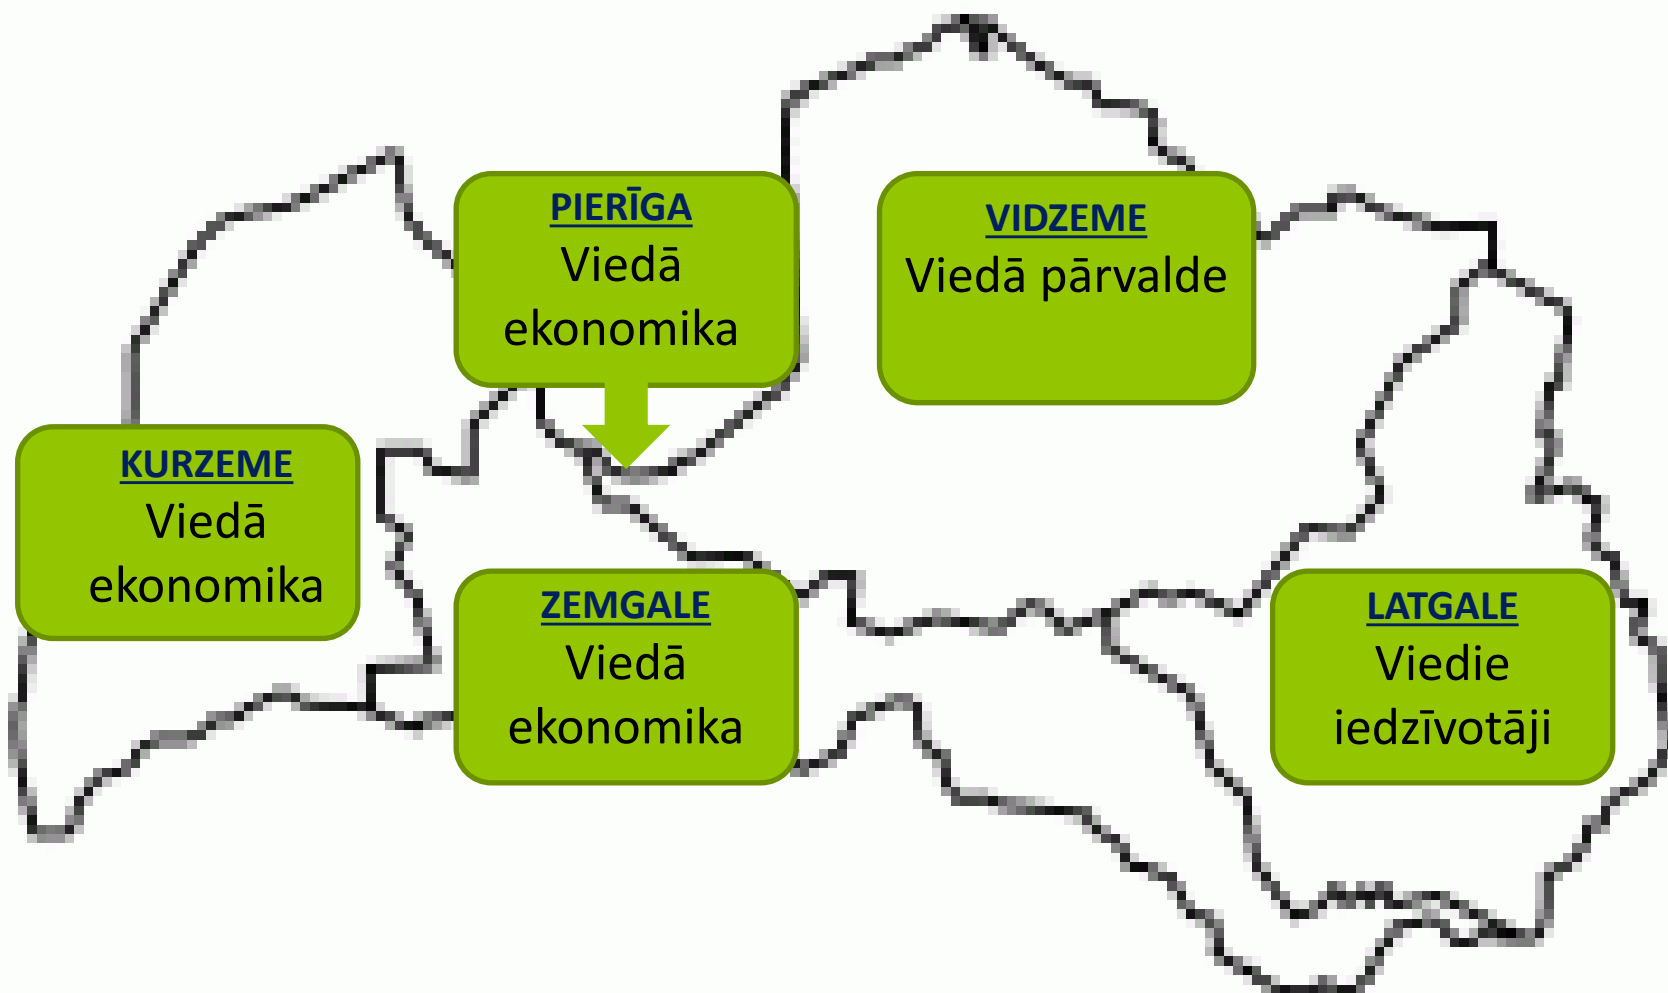 PIERĪGA
Viedā
ekonomika
VIDZEME
Viedā pārvalde
KURZEME
Viedā
ekonomika
ZEMGALE
Viedā
ekonomika
LATGALE
Viedie
iedzīvotāji